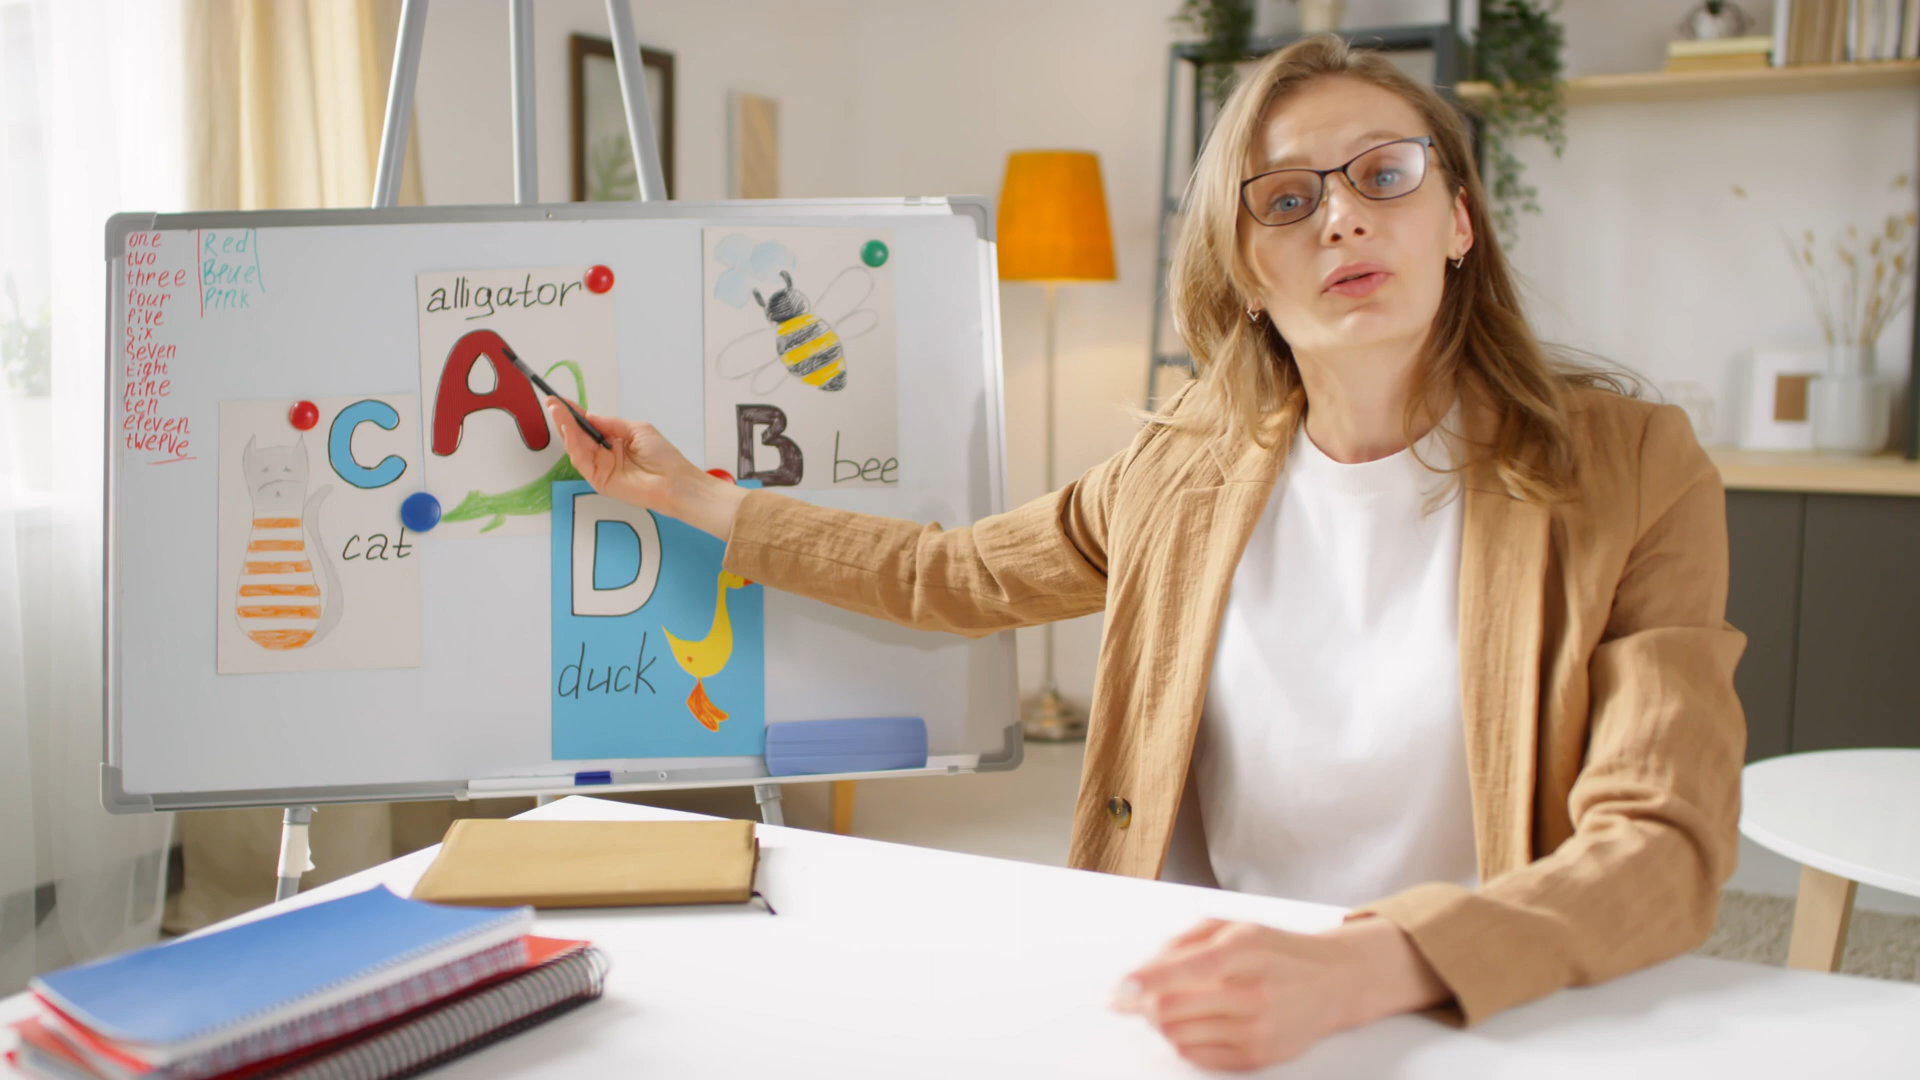 one
two
three
four
five
six
seven
eight
nine
ten
eleven
twelve
Red
Blue
Pink
alligator
A
B
bee
C
cat
D
duck